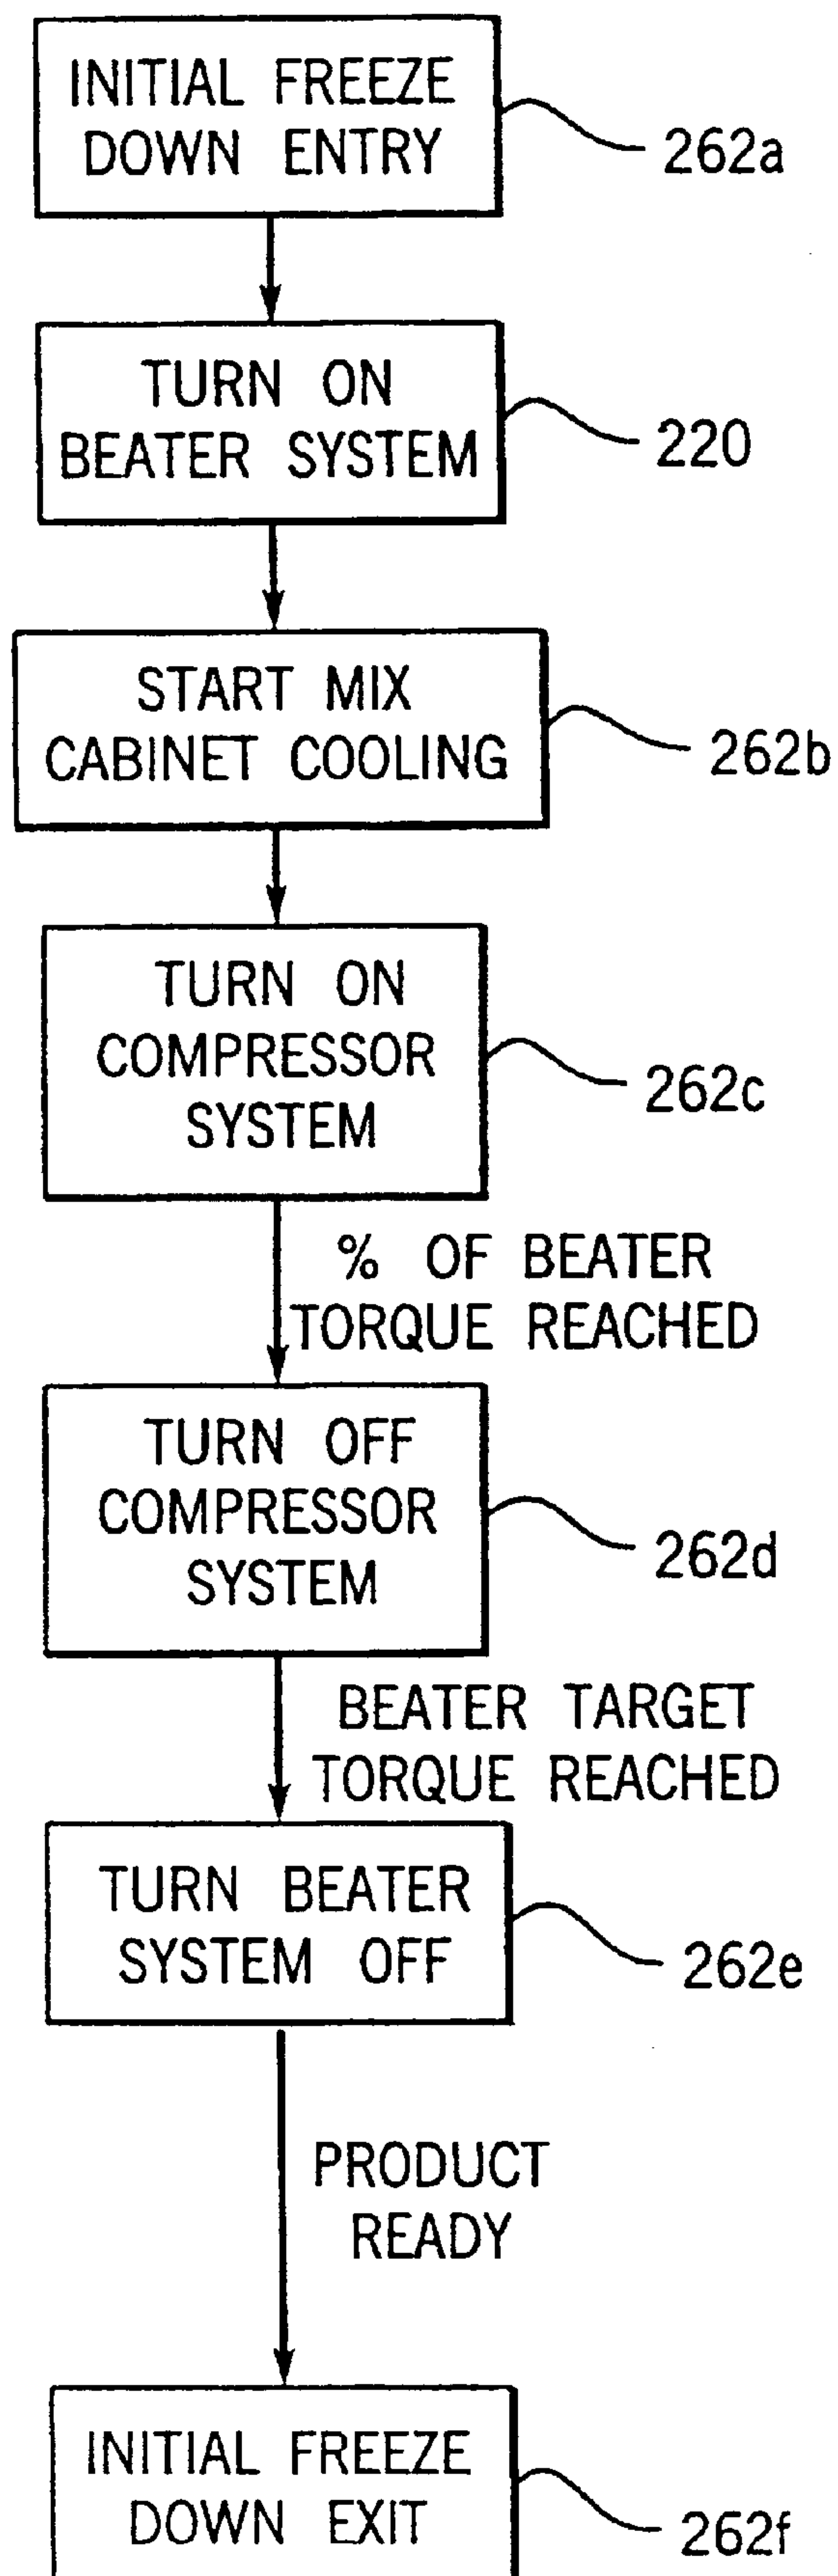 INITIAL FREEZE
DOWN ENTRY
262a
TURN ON
BEATER SYSTEM
220
START MIX
CABINET COOLING
262b
TURN ON
COMPRESSOR
SYSTEM
262c
% OF BEATER
TORQUE REACHED
TURN OFF
COMPRESSOR
SYSTEM
262d
BEATER TARGET
TORQUE REACHED
TURN BEATER
SYSTEM OFF
262e
PRODUCT
READY
INITIAL FREEZE
DOWN EXIT
262f